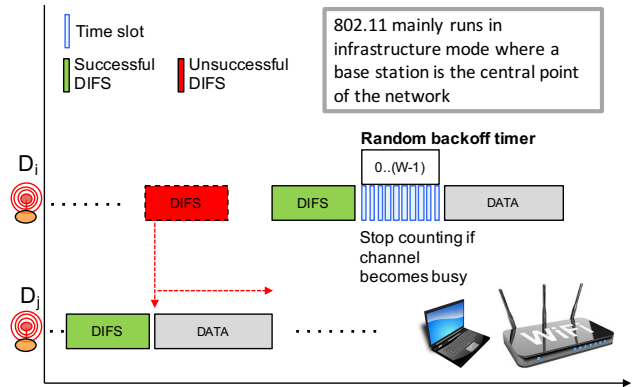 Time slot
Successful
DIFS
Unsuccessful
DIFS
802.11 mainly runs in
infrastructure mode where a
base station is the central point
of the network
Random backoff timer
0..(W-1)
Di
DIFS
DIFS
DATA
Stop counting if
channel
becomes busy
Dj
DIFS
DATA
WiFi